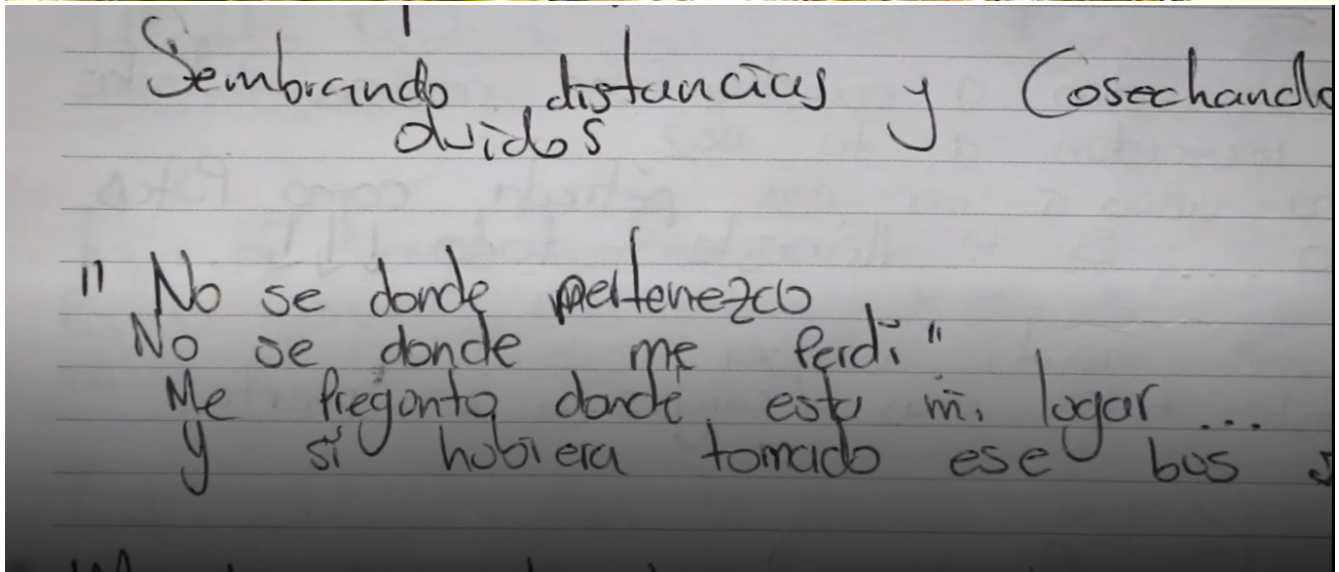 Sembrando distancias y Cosechando
olvidos
" No se donde pertenezco
No se donde me Perdi "
Me Pregunto donde esta mi lugar ...
y si hubiera tomado ese bus